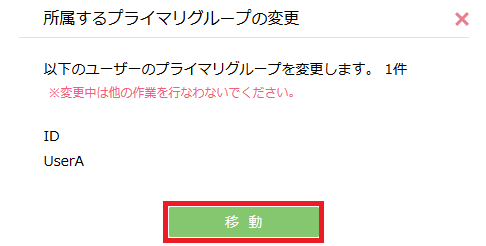 所属するプライマリグループの変更
以下のユーザーのプライマリグループを変更します。 1件
※変更中は他の作業を行なわないでください。
ID
UserA
移 動